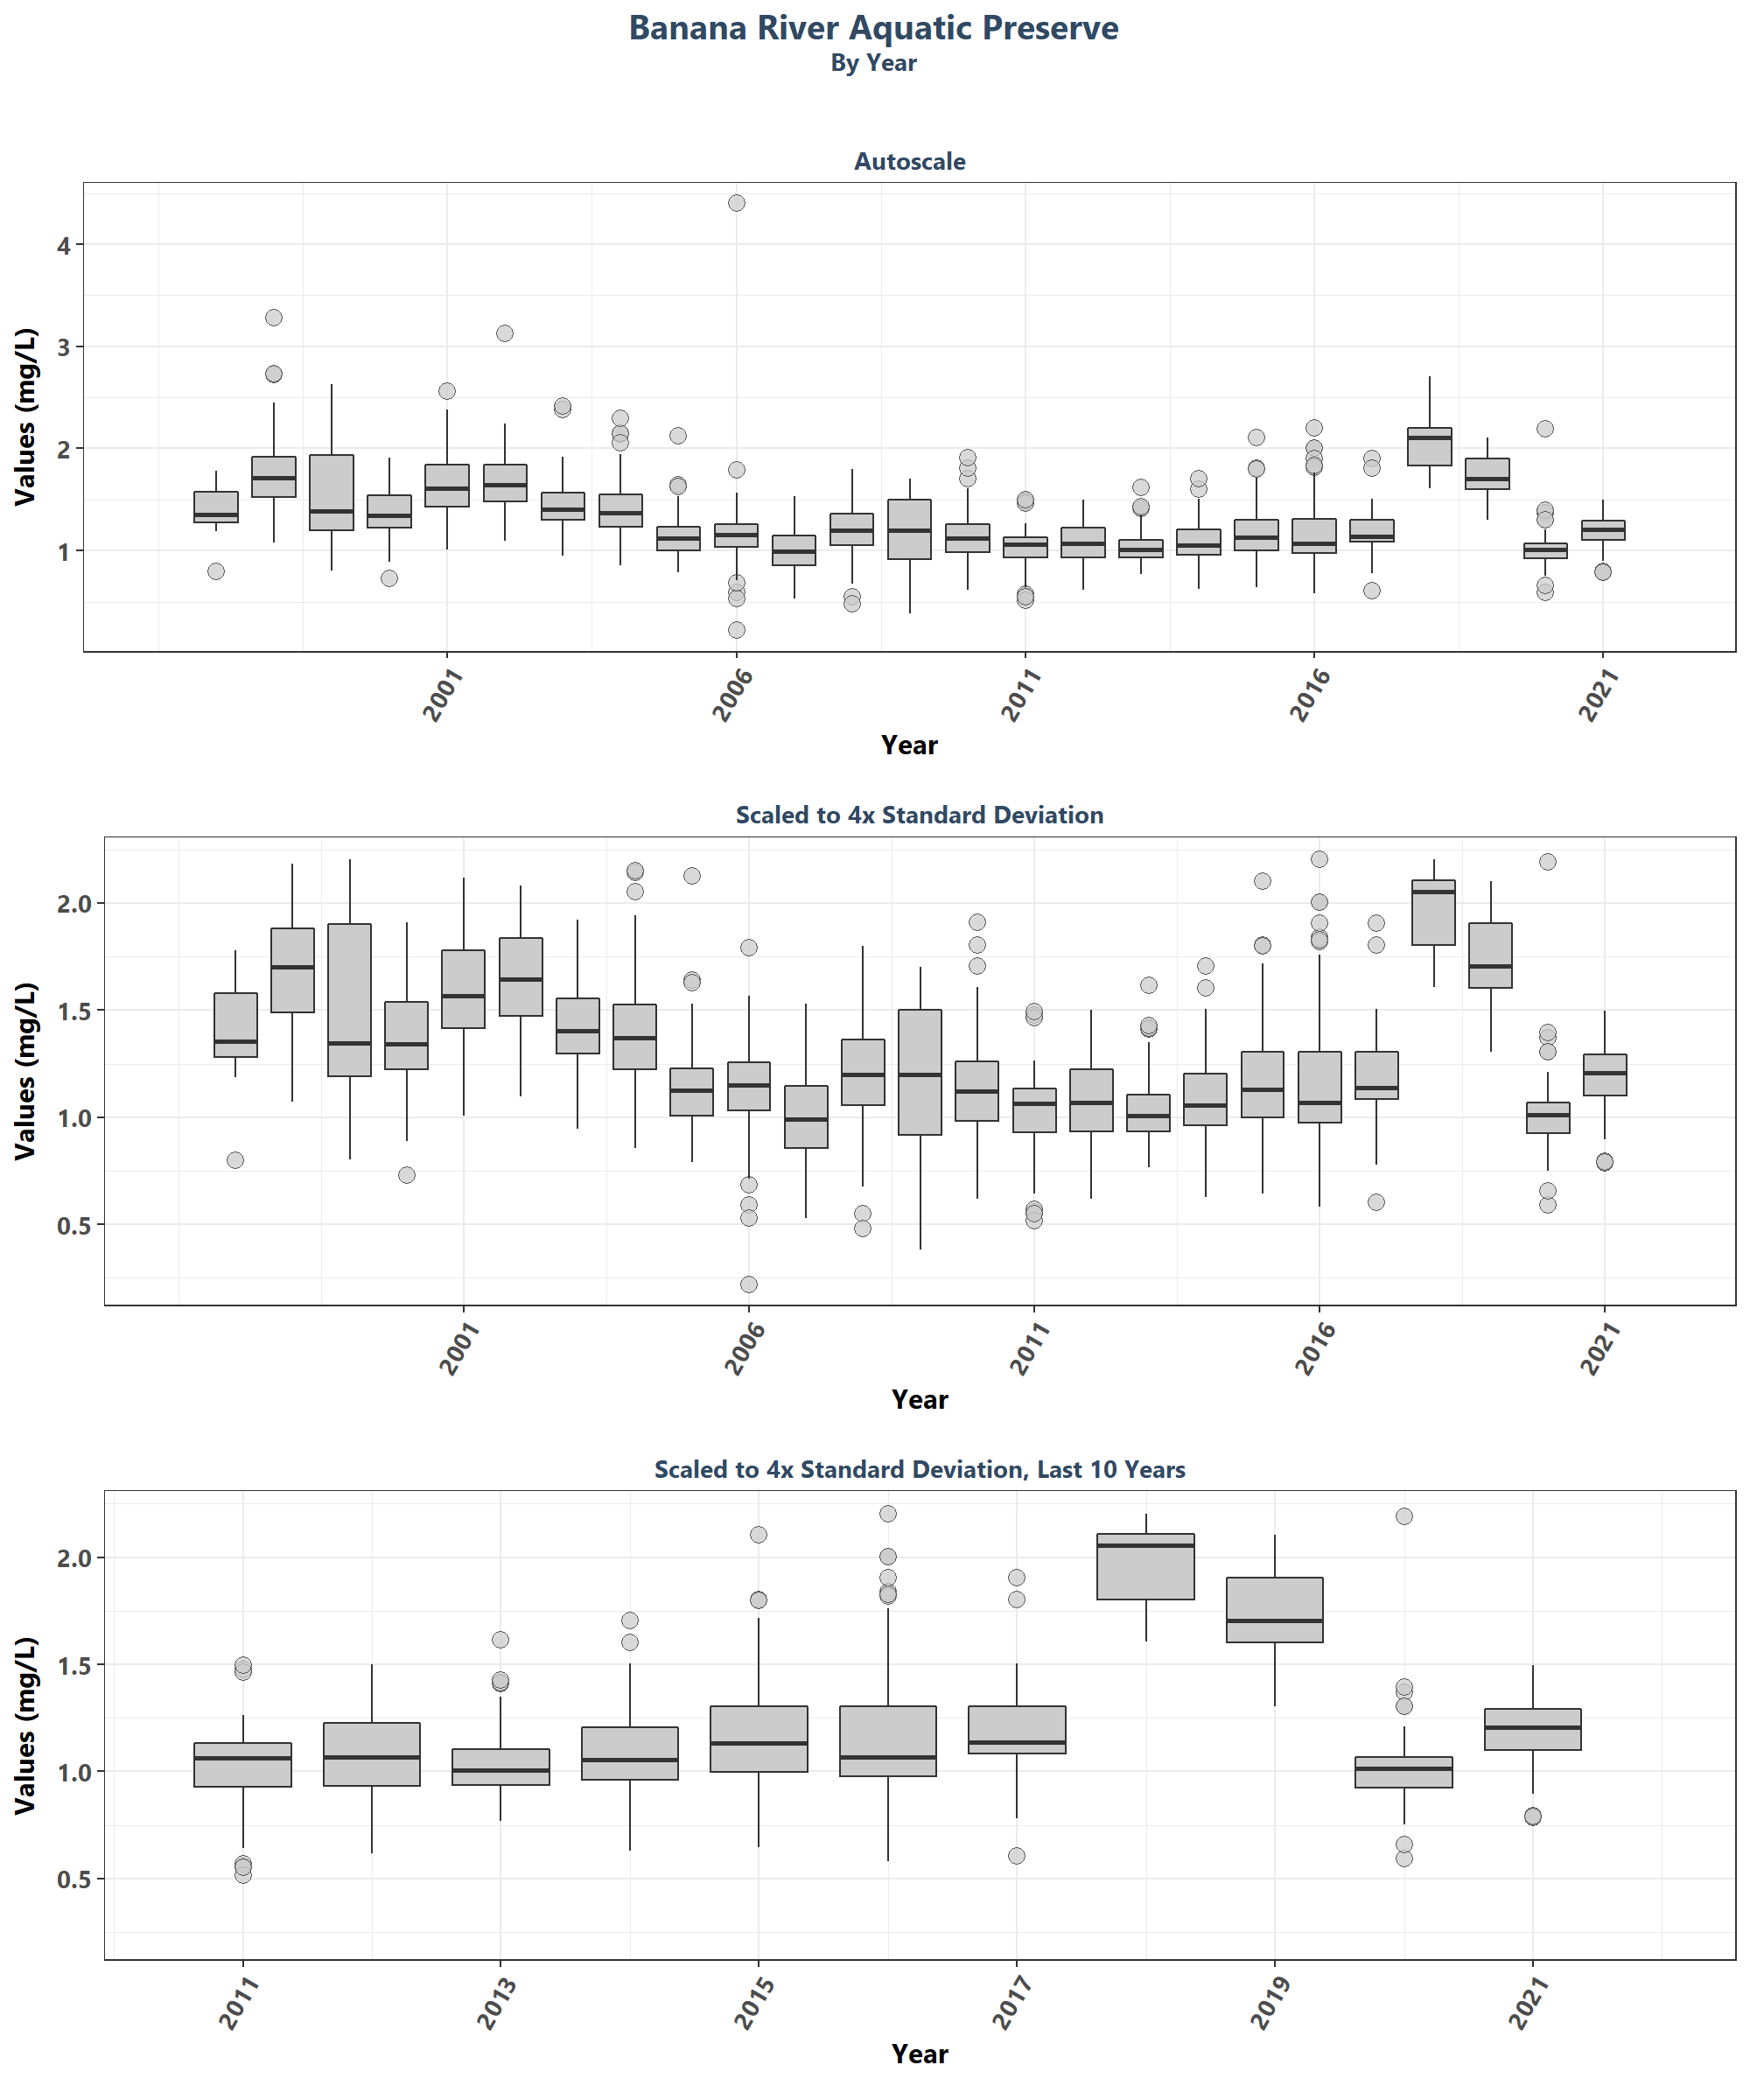 Banana River Aquatic Preserve
By Year
Autoscale
Values (mg/L)
4
3
2
1
2001 2006 2011 2016 2021
Year
Scaled to 4x Standard Deviation
Values (mg/L)
2.0
1.5
1.0
0.5
2001 2006 2011 2016 2021
Year
Scaled to 4x Standard Deviation, Last 10 Years
Values (mg/L)
2.0
1.5
1.0
0.5
2011 2013 2015 2017 2019 2021
Year